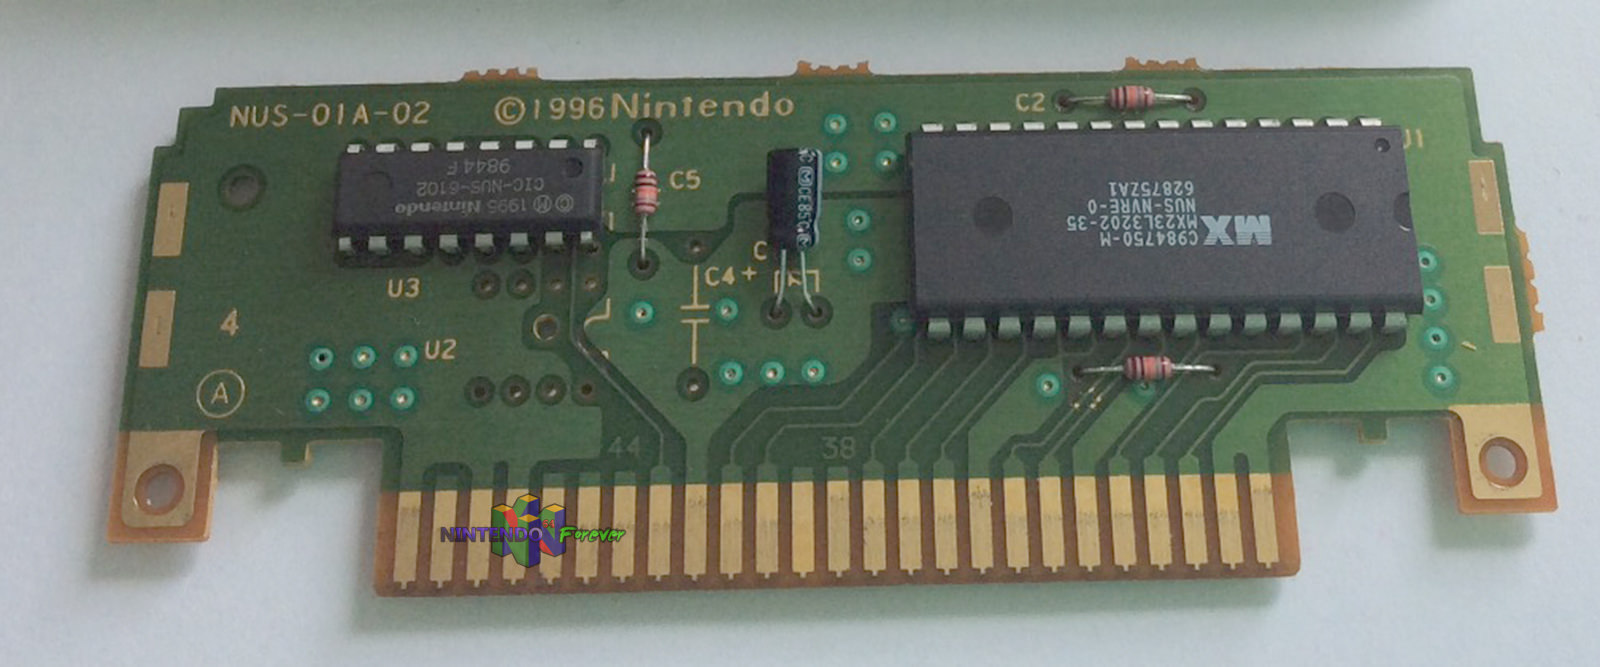 NUS-01A-02
©1996 Nintendo
C2
U1
© 1995 Nintendo
CIC-NUS-6102
9844 F
C5
MX
C984750-M
MX23L3202-35
NUS-NVRE-0
62875ZA1
C
C4 +
U3
4
U2
A
44
38
NINTENDO 64 Forever